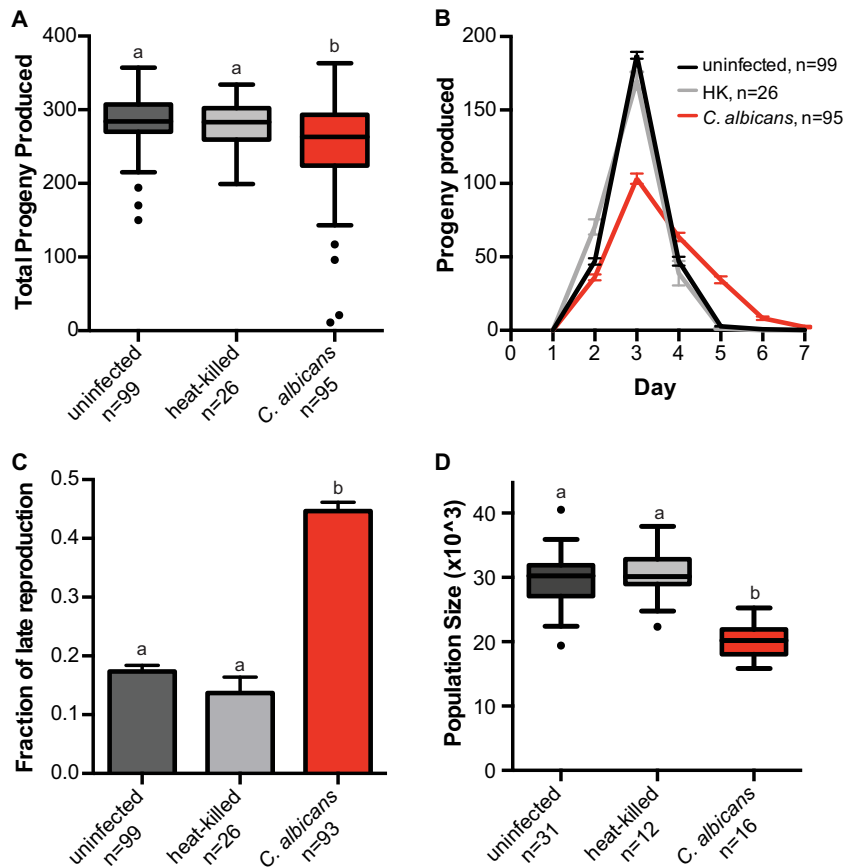 A
Total Progeny Produced
400
300
200
100
0
a
a
b
uninfected
n=99
heat-killed
n=26
C. albicans
n=95
B
Progeny produced
200
150
100
50
0
uninfected, n=99
HK, n=26
C. albicans, n=95
0 1 2 3 4 5 6 7
Day
C
Fraction of late reproduction
0.5
0.4
0.3
0.2
0.1
0.0
a
a
b
uninfected
n=99
heat-killed
n=26
C. albicans
n=93
D
Population Size (x10^3)
40
30
20
10
0
a
a
b
uninfected
n=31
heat-killed
n=12
C. albicans
n=16